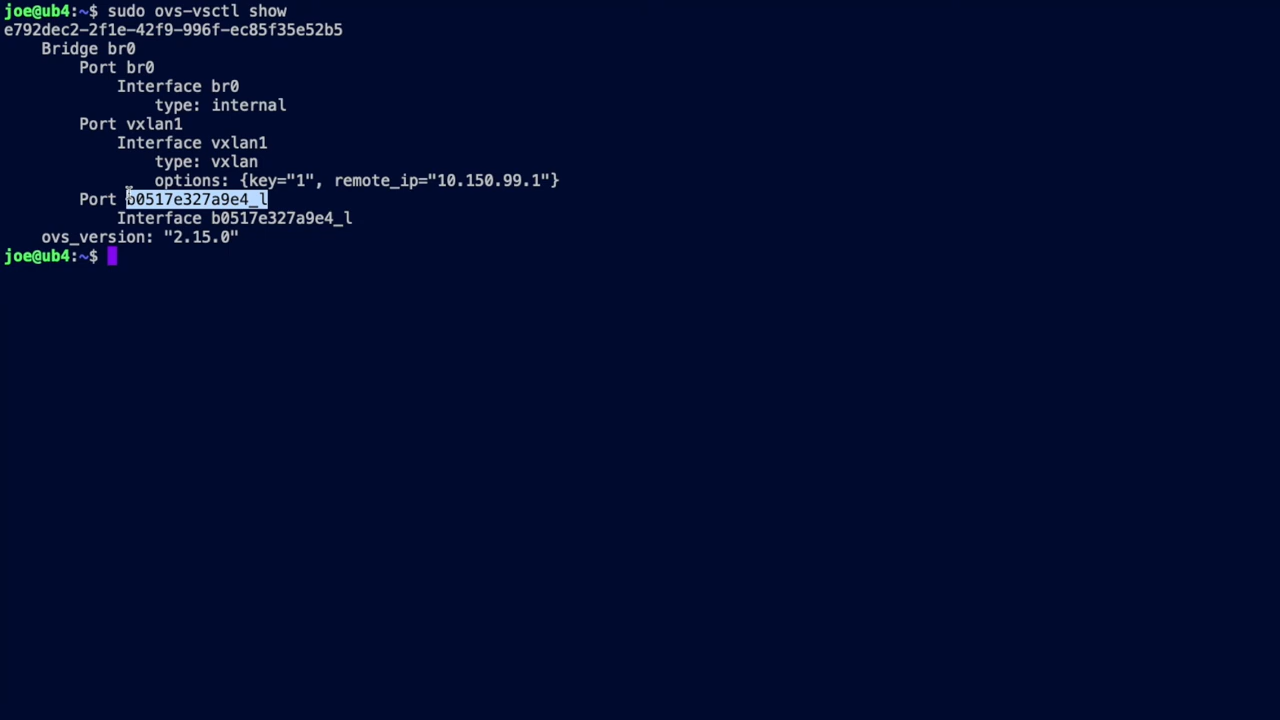 joe@ub4:~$ sudo ovs-vsctl show
e792dec2-2f1e-42f9-996f-ec85f35e52b5
    Bridge br0
        Port br0
            Interface br0
                type: internal
        Port vxlan1
            Interface vxlan1
                type: vxlan
                options: {key="1", remote_ip="10.150.99.1"}
        Port b0517e327a9e4_l
            Interface b0517e327a9e4_l
    ovs_version: "2.15.0"
joe@ub4:~$